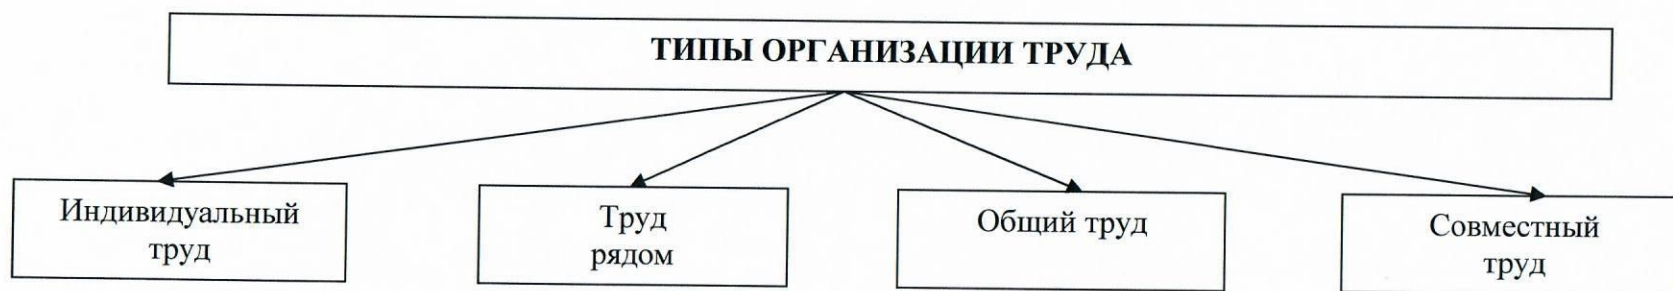 ТИПЫ ОРГАНИЗАЦИИ ТРУДА
Индивидуальный
труд
Труд
рядом
Общий труд
Совместный
труд